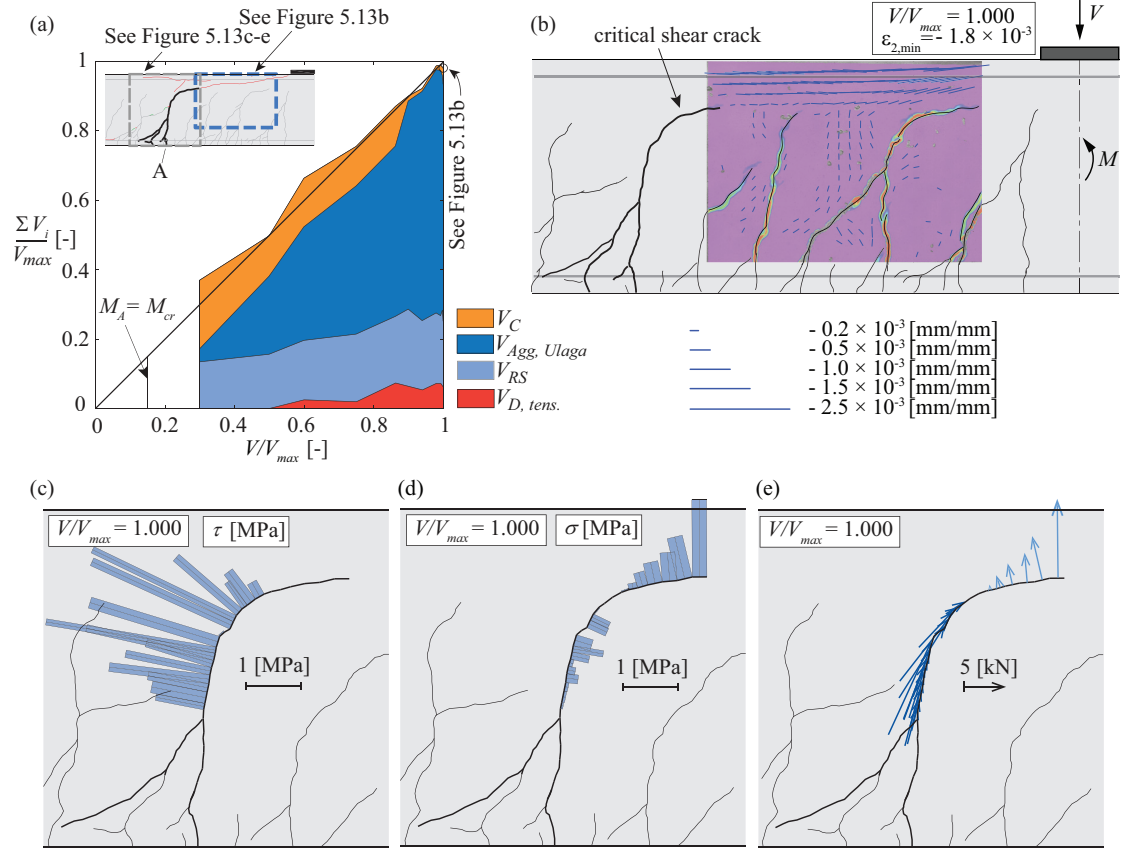 (a)
See Figure 5.13b
See Figure 5.13c-e
A
1
0.8
0.6
0.4
0.2
0
Σ V_i / V_max [-]
M_A = M_cr
See Figure 5.13b
0 0.2 0.4 0.6 0.8 1
V/V_max [-]
V_C
V_Agg, Ulaga
V_RS
V_D, tens.
(b)
critical shear crack
V/V_max = 1.000
ε_2,min = - 1.8 × 10⁻³
V
M
- 0.2 × 10⁻³ [mm/mm]
- 0.5 × 10⁻³ [mm/mm]
- 1.0 × 10⁻³ [mm/mm]
- 1.5 × 10⁻³ [mm/mm]
- 2.5 × 10⁻³ [mm/mm]
(c)
V/V_max = 1.000
τ [MPa]
1 [MPa]
(d)
V/V_max = 1.000
σ [MPa]
1 [MPa]
(e)
V/V_max = 1.000
5 [kN]